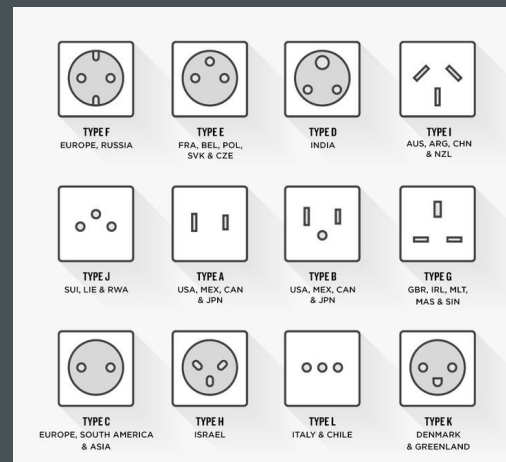 TYPE F
EUROPE, RUSSIA
TYPE E
FRA, BEL, POL,
SVK & CZE
TYPE D
INDIA
TYPE I
AUS, ARG, CHN
& NZL
TYPE J
SUI, LIE & RWA
TYPE A
USA, MEX, CAN
& JPN
TYPE B
USA, MEX, CAN
& JPN
TYPE G
GBR, IRL, MLT,
MAS & SIN
TYPE C
EUROPE, SOUTH AMERICA
& ASIA
TYPE H
ISRAEL
TYPE L
ITALY & CHILE
TYPE K
DENMARK
& GREENLAND